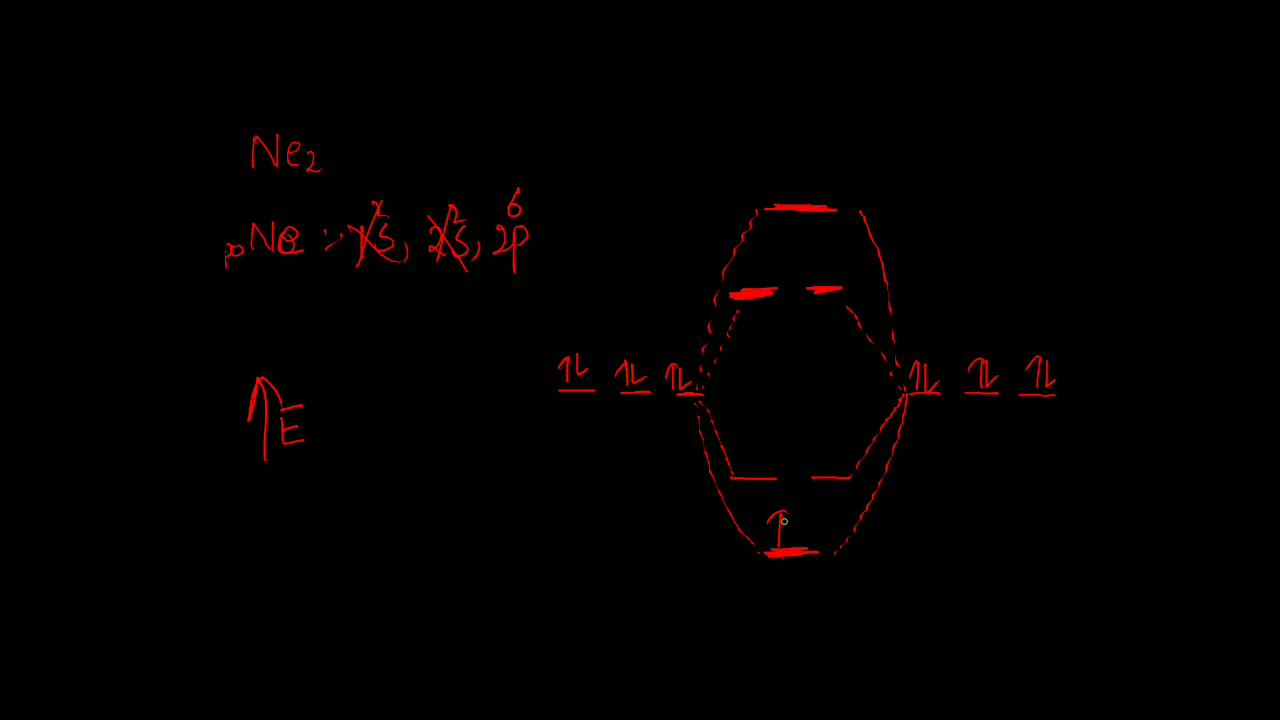 Ne₂
₁₀Ne : 1s², 2s², 2p⁶
↑E
⥮ ⥮ ⥮ ⥮ ⥮ ⥮
↑